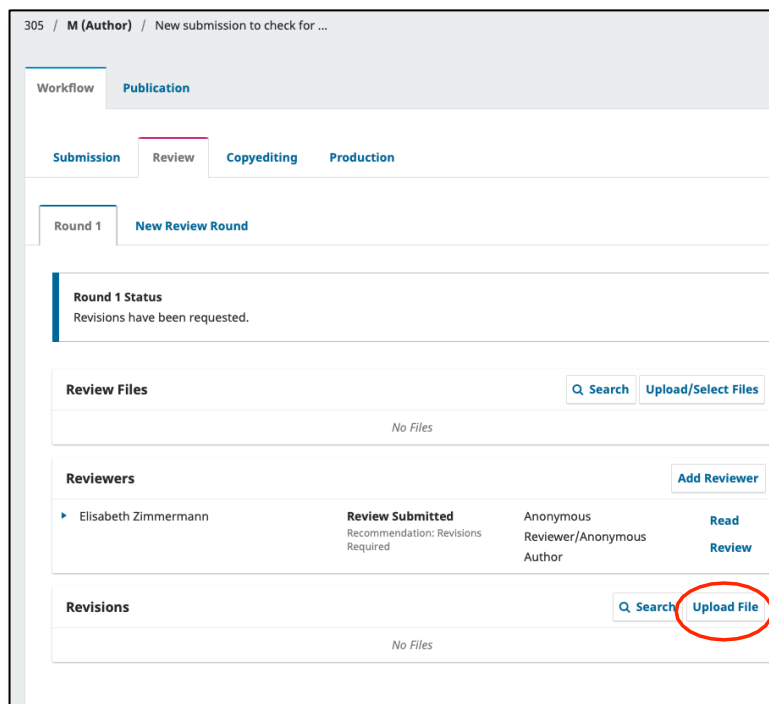 305 / M (Author) / New submission to check for ...
Workflow Publication
Submission Review Copyediting Production
Round 1 New Review Round
Round 1 Status
Revisions have been requested.
Review Files Search Upload/Select Files
No Files
Reviewers Add Reviewer
Elisabeth Zimmermann Review Submitted Anonymous Read
Recommendation: Revisions Reviewer/Anonymous
Required Author Review
Revisions Search Upload File
No Files